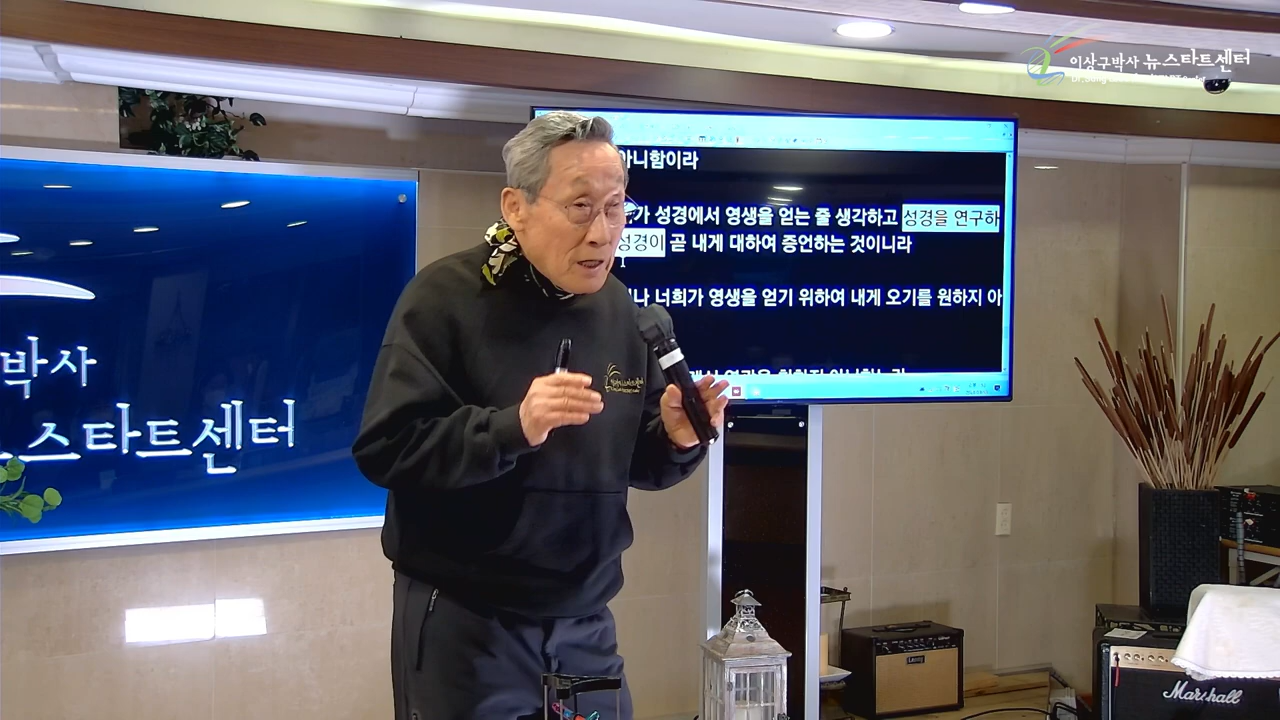 이상구박사 뉴스타트센터
아니함이라
가 성경에서 영생을 얻는 줄 생각하고 성경을 연구하
성경이 곧 내게 대하여 증언하는 것이니라
나 너희가 영생을 얻기 위하여 내게 오기를 원하지 아
박사
스타트센터
Laney
Marshall